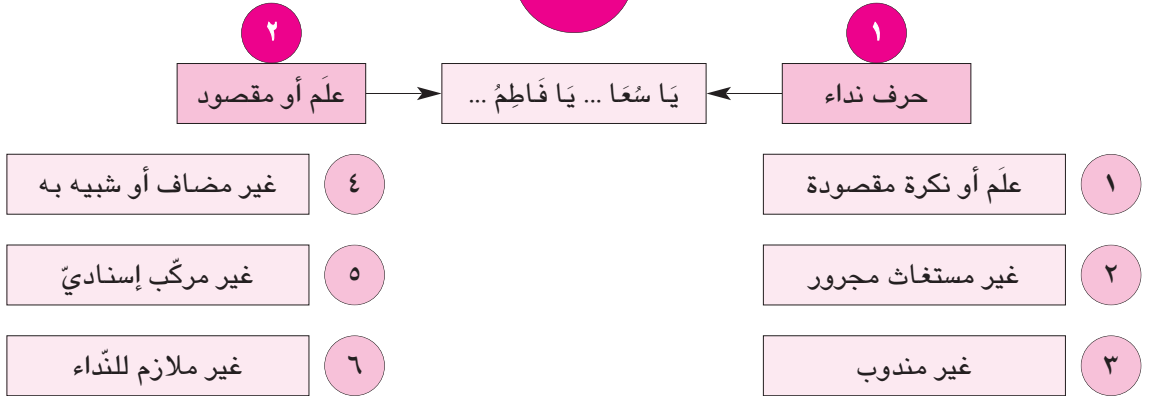 ١ ٢
حرف نداء يَا سُعَا ... يَا فَاطِمُ ... علَم أو مقصود
١ علَم أو نكرة مقصودة ٤ غير مضاف أو شبيه به
٢ غير مستغاث مجرور ٥ غير مركّب إسناديّ
٣ غير مندوب ٦ غير ملازم للنّداء